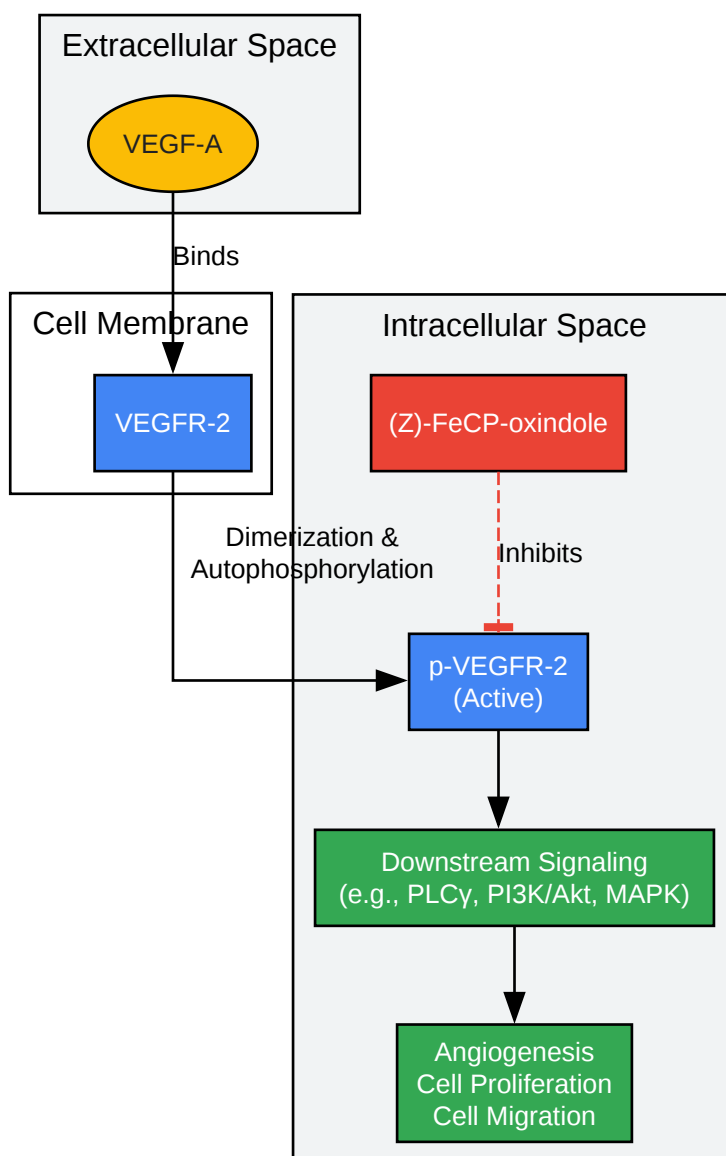 Extracellular Space
VEGF-A
Binds
Cell Membrane
VEGFR-2
Intracellular Space
(Z)-FeCP-oxindole
Dimerization &
Autophosphorylation
Inhibits
p-VEGFR-2
(Active)
Downstream Signaling
(e.g., PLCγ, PI3K/Akt, MAPK)
Angiogenesis
Cell Proliferation
Cell Migration